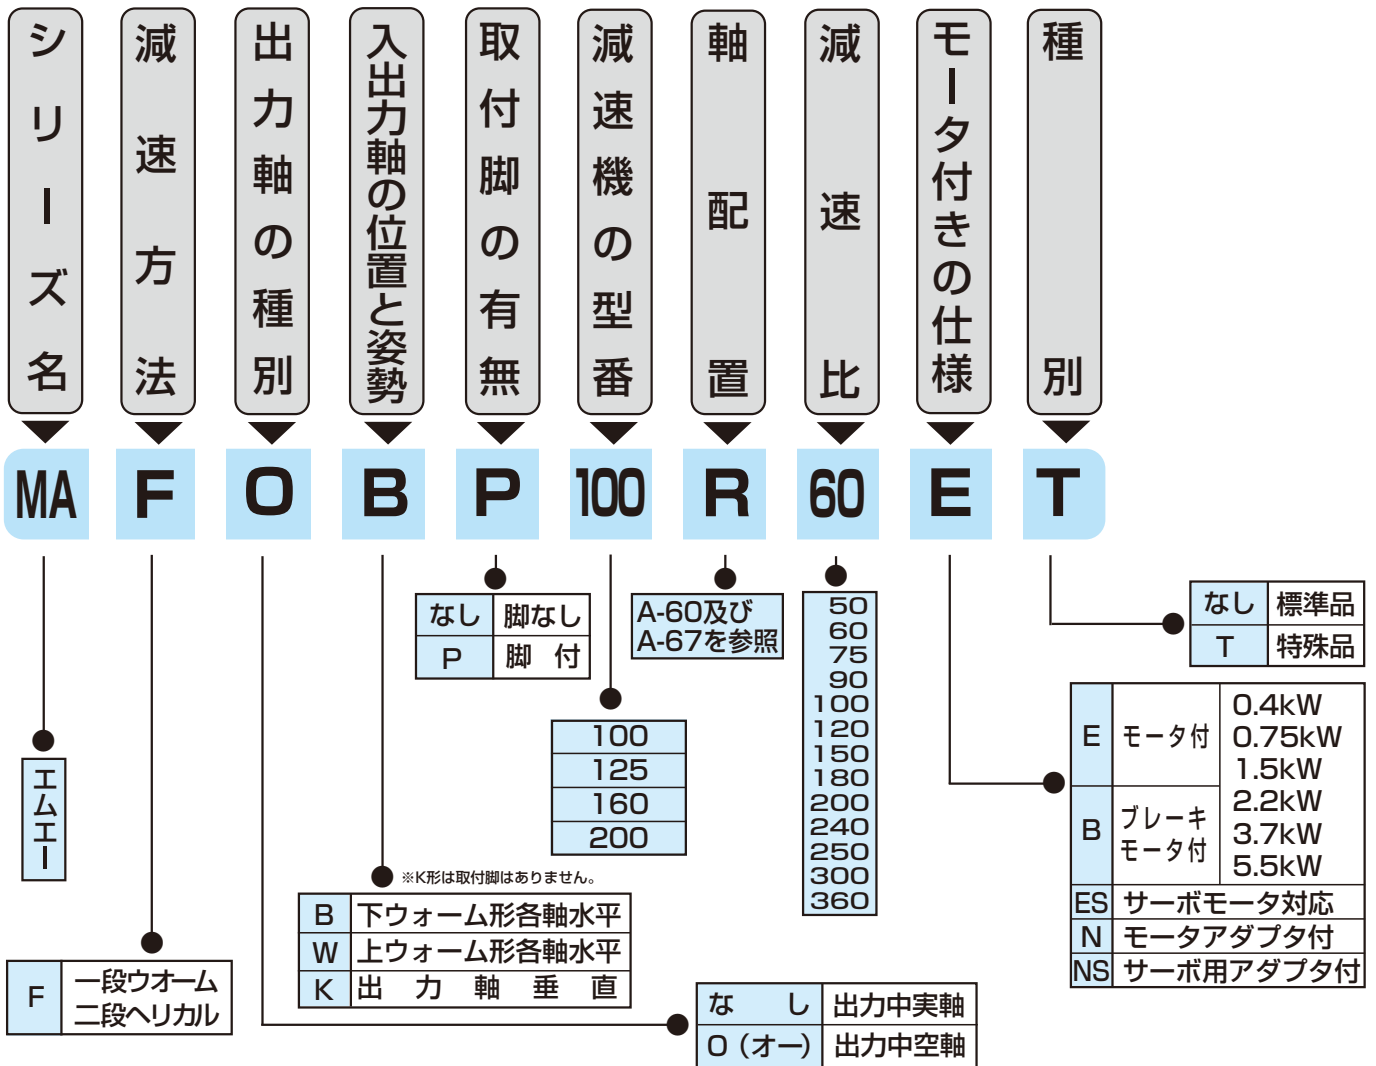 シリーズ名
減速方法
出力軸の種別
入出力軸の位置と姿勢
取付脚の有無
減速機の型番
軸配置
減速比
モータ付きの仕様
種別
MA F O B P 100 R 60 E T
なし 脚なし
P 脚 付
A-60及び
A-67を参照
50
60
75
90
100
120
150
180
200
240
250
300
360
なし 標準品
T 特殊品
100
125
160
200
E モータ付
B ブレーキ
モータ付
0.4kW
0.75kW
1.5kW
2.2kW
3.7kW
5.5kW
ES サーボモータ対応
N モータアダプタ付
NS サーボ用アダプタ付
エムエー
※K形は取付脚はありません。
B 下ウォーム形各軸水平
W 上ウォーム形各軸水平
K 出力軸垂直
F 一段ウオーム
二段ヘリカル
なし 出力中実軸
O(オー) 出力中空軸